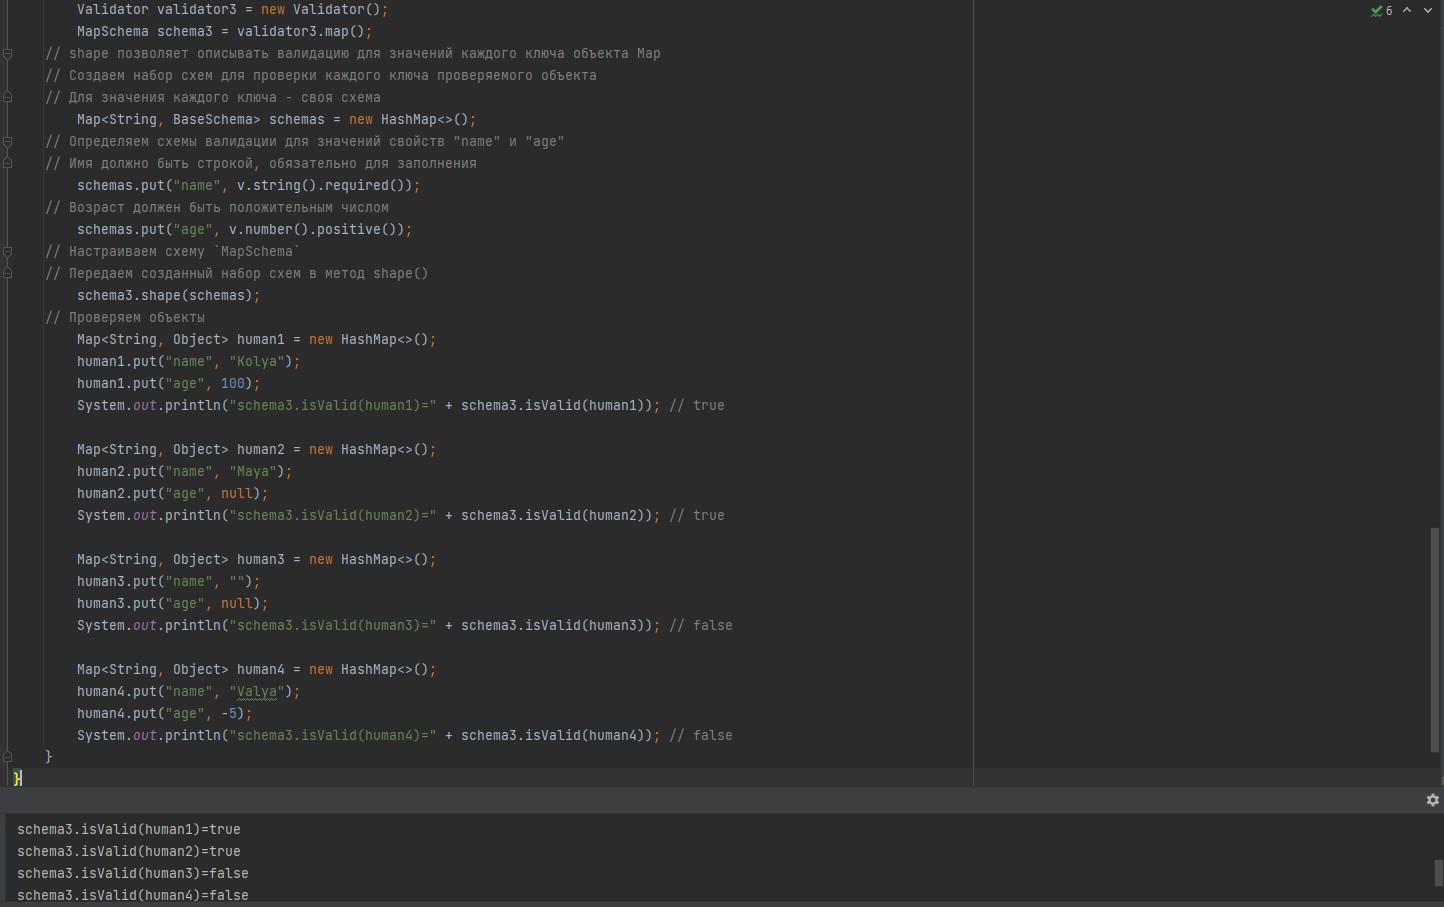 Validator validator3 = new Validator();
6
MapSchema schema3 = validator3.map();
// shape позволяет описывать валидацию для значений каждого ключа объекта Map
// Создаем набор схем для проверки каждого ключа проверяемого объекта
// Для значения каждого ключа - своя схема
Map<String, BaseSchema> schemas = new HashMap<>();
// Определяем схемы валидации для значений свойств "name" и "age"
// Имя должно быть строкой, обязательно для заполнения
schemas.put("name", v.string().required());
// Возраст должен быть положительным числом
schemas.put("age", v.number().positive());
// Настраиваем схему `MapSchema`
// Передаем созданный набор схем в метод shape()
schema3.shape(schemas);
// Проверяем объекты
Map<String, Object> human1 = new HashMap<>();
human1.put("name", "Kolya");
human1.put("age", 100);
System.out.println("schema3.isValid(human1)=" + schema3.isValid(human1)); // true
Map<String, Object> human2 = new HashMap<>();
human2.put("name", "Maya");
human2.put("age", null);
System.out.println("schema3.isValid(human2)=" + schema3.isValid(human2)); // true
Map<String, Object> human3 = new HashMap<>();
human3.put("name", "");
human3.put("age", null);
System.out.println("schema3.isValid(human3)=" + schema3.isValid(human3)); // false
Map<String, Object> human4 = new HashMap<>();
human4.put("name", "Valya");
human4.put("age", -5);
System.out.println("schema3.isValid(human4)=" + schema3.isValid(human4)); // false
}
}
schema3.isValid(human1)=true
schema3.isValid(human2)=true
schema3.isValid(human3)=false
schema3.isValid(human4)=false